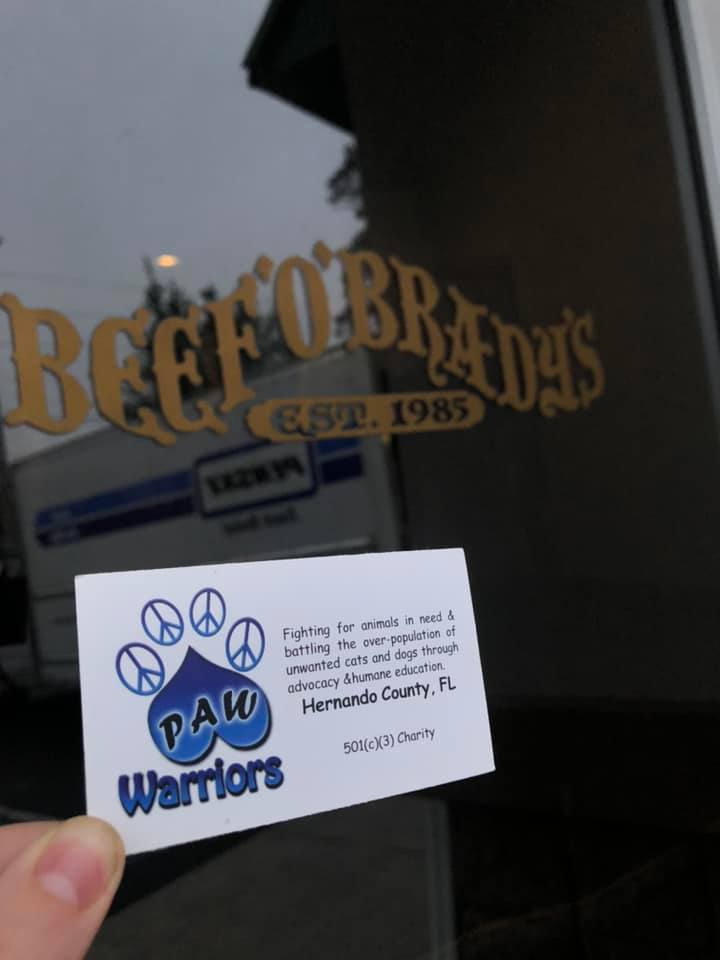 BEEF'O'BRADY'S
EST. 1985
PAW
Warriors
Fighting for animals in need &
battling the over-population of
unwanted cats and dogs through
advocacy &humane education.
Hernando County, FL
501(c)(3) Charity